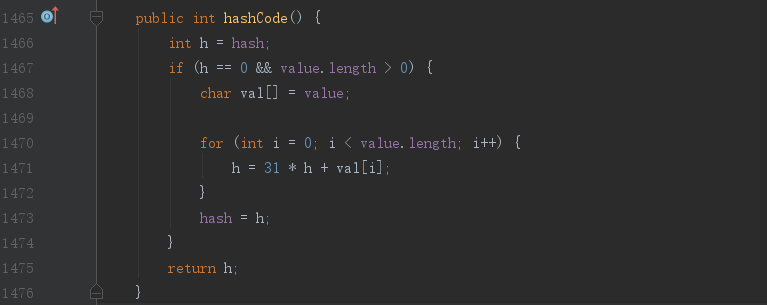 1465 public int hashCode() {
1466 int h = hash;
1467 if (h == 0 && value.length > 0) {
1468 char val[] = value;
1469
1470 for (int i = 0; i < value.length; i++) {
1471 h = 31 * h + val[i];
1472 }
1473 hash = h;
1474 }
1475 return h;
1476 }